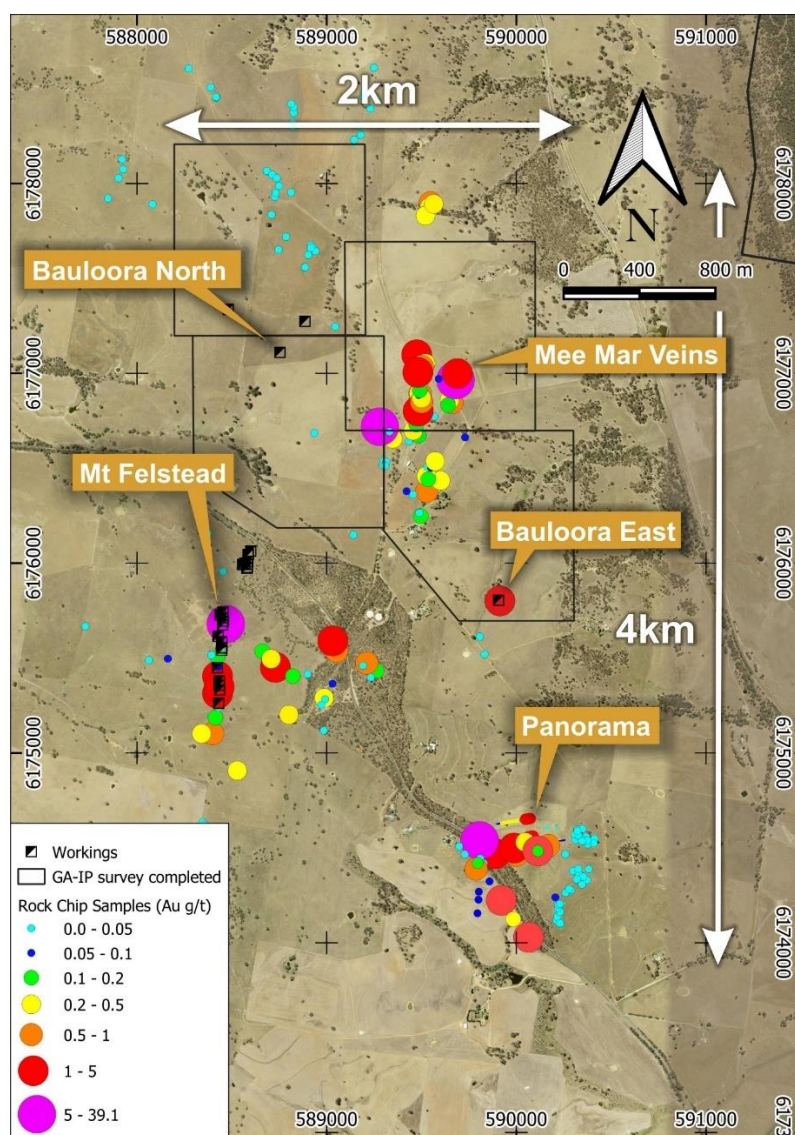 588000
589000
590000
591000
2km
6178000
6178000
N
0 400 800 m
Bauloora North
Mee Mar Veins
6177000
6177000
Mt Felstead
Bauloora East
6176000
6176000
4km
Panorama
6175000
6175000
6174000
Workings
GA-IP survey completed
Rock Chip Samples (Au g/t)
0.0 - 0.05
0.05 - 0.1
0.1 - 0.2
0.2 - 0.5
0.5 - 1
1 - 5
5 - 39.1
6173
589000
590000
591000